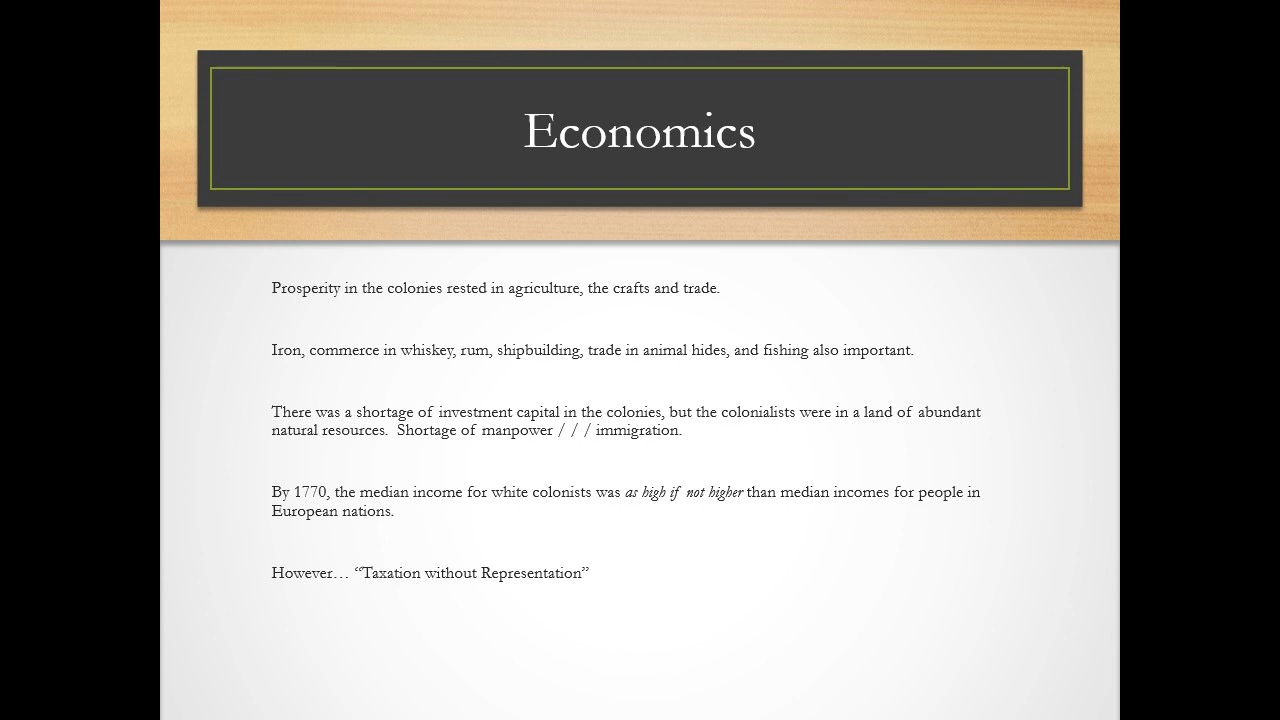 Economics
Prosperity in the colonies rested in agriculture, the crafts and trade.
Iron, commerce in whiskey, rum, shipbuilding, trade in animal hides, and fishing also important.
There was a shortage of investment capital in the colonies, but the colonialists were in a land of abundant
natural resources.  Shortage of manpower / / / immigration.
By 1770, the median income for white colonists was as high if not higher than median incomes for people in
European nations.
However… “Taxation without Representation”